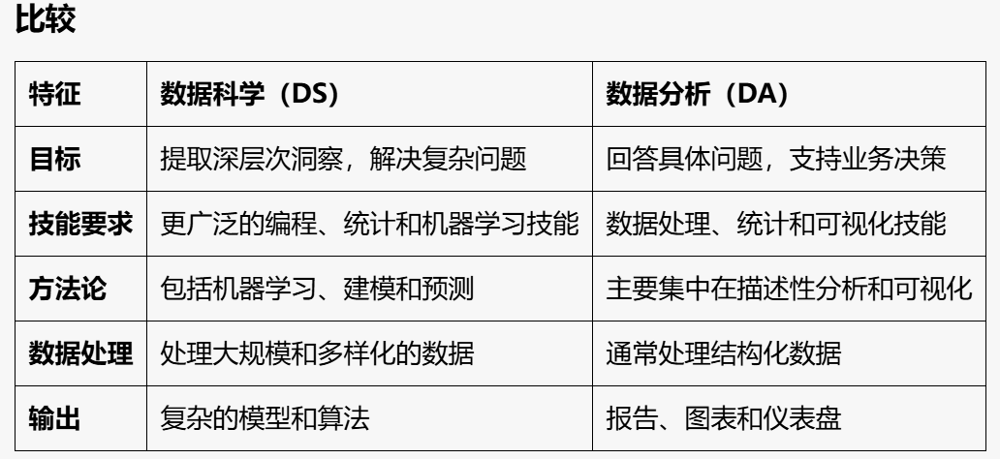 比较
特征 数据科学（DS） 数据分析（DA）
目标 提取深层次洞察，解决复杂问题 回答具体问题，支持业务决策
技能要求 更广泛的编程、统计和机器学习技能 数据处理、统计和可视化技能
方法论 包括机器学习、建模和预测 主要集中在描述性分析和可视化
数据处理 处理大规模和多样化的数据 通常处理结构化数据
输出 复杂的模型和算法 报告、图表和仪表盘